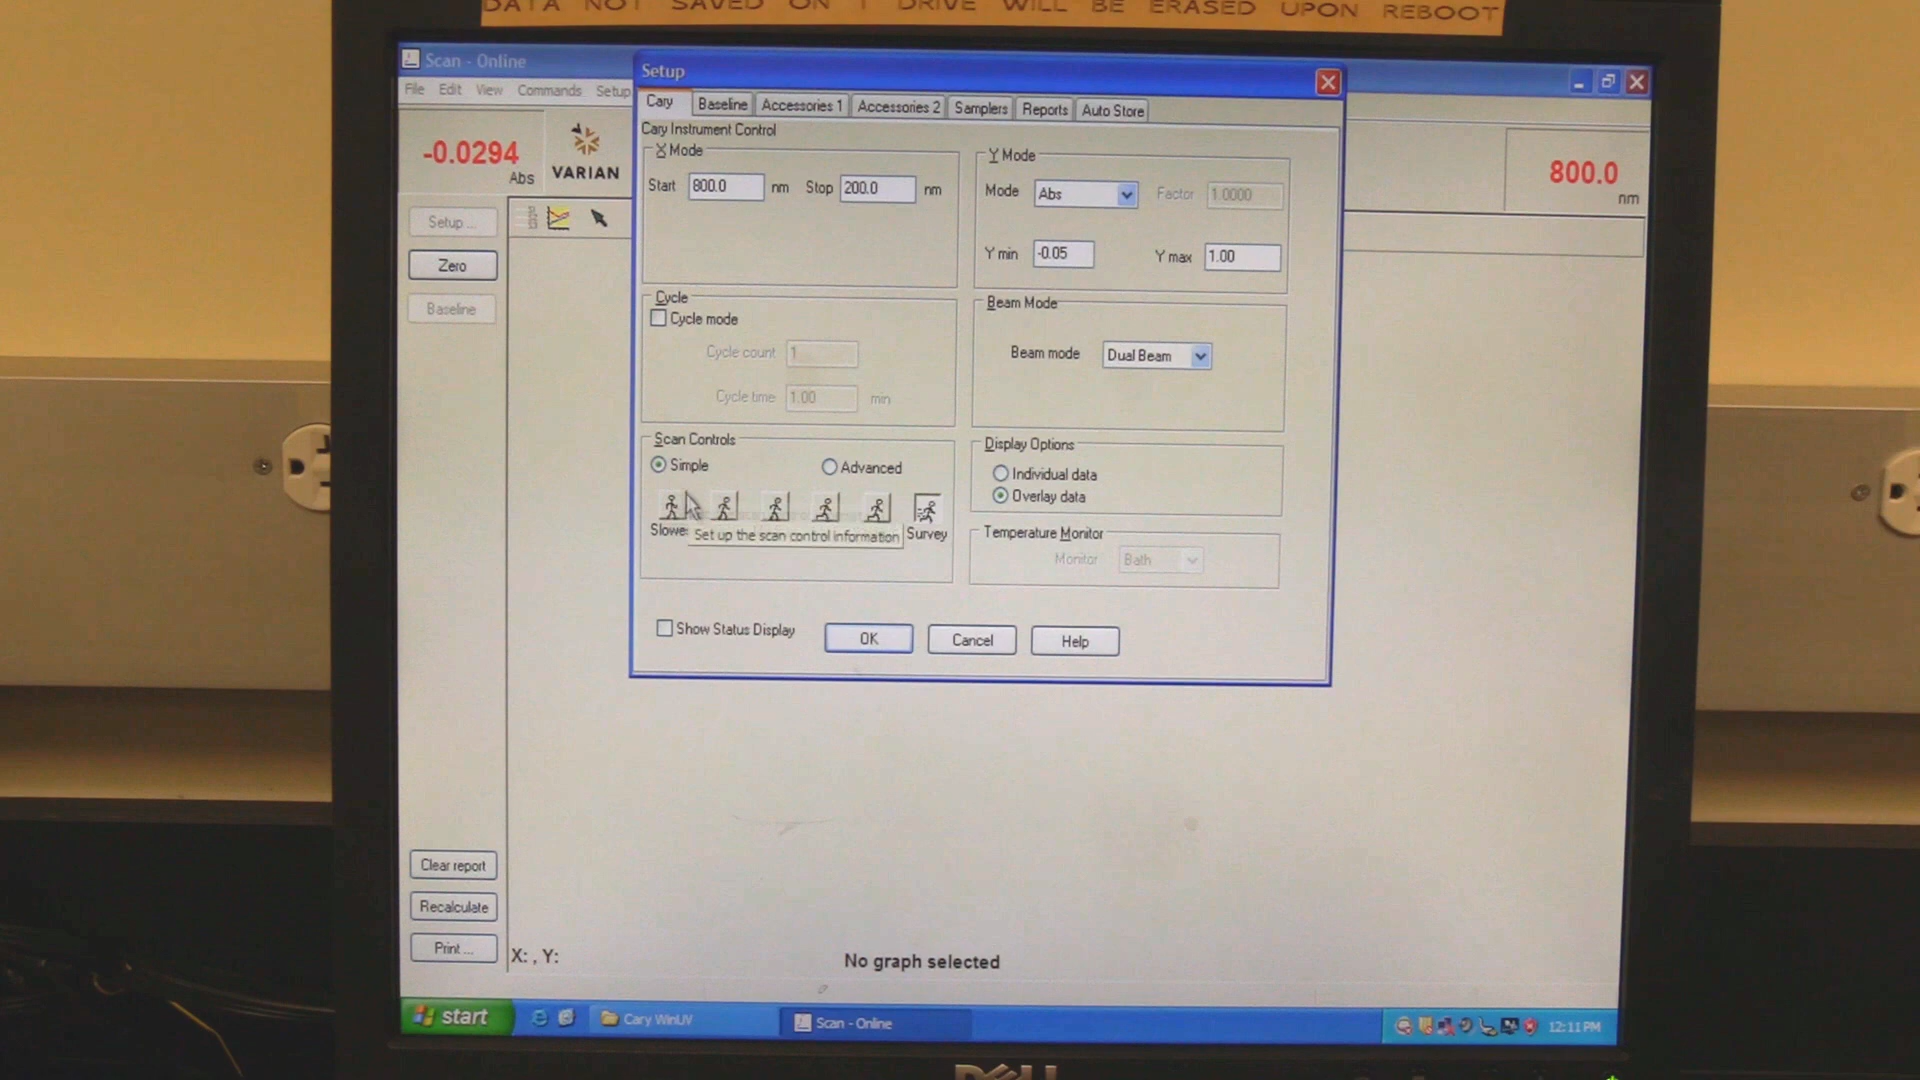 DATA NOT SAVED ON T DRIVE WILL BE ERASED UPON REBOOT
Scan - Online
File Edit View Commands Setup
-0.0294
Abs
VARIAN
800.0
nm
Setup ...
Zero
Baseline
Clear report
Recalculate
Print ...
Setup
Cary Baseline Accessories 1 Accessories 2 Samplers Reports Auto Store
Cary Instrument Control
X Mode
Start 800.0 nm Stop 200.0 nm
Y Mode
Mode Abs Factor 1.0000
Y min -0.05 Y max 1.00
Cycle
Cycle mode
Cycle count 1
Cycle time 1.00 min
Beam Mode
Beam mode Dual Beam
Scan Controls
Simple Advanced
Slowe Survey
Set up the scan control information
Display Options
Individual data
Overlay data
Temperature Monitor
Monitor Bath
Show Status Display
OK Cancel Help
X: , Y:
No graph selected
start Cary WinUV Scan - Online 12:11 PM
DELL